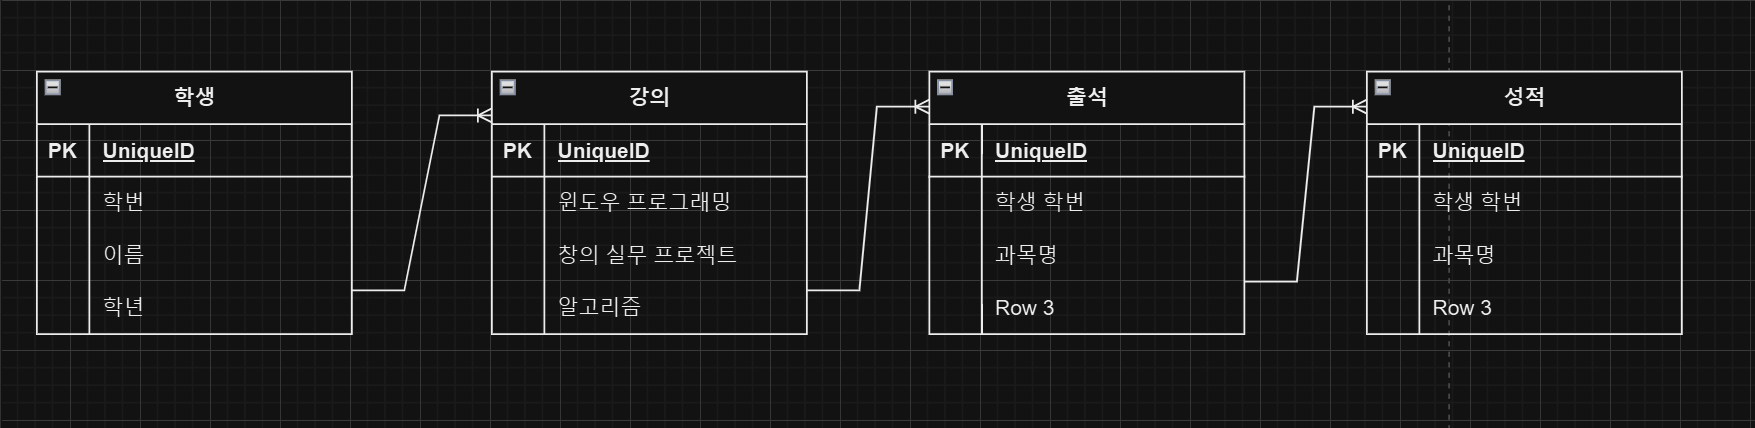 학생
PK UniqueID
학번
이름
학년
강의
PK UniqueID
윈도우 프로그래밍
창의 실무 프로젝트
알고리즘
출석
PK UniqueID
학생 학번
과목명
Row 3
성적
PK UniqueID
학생 학번
과목명
Row 3